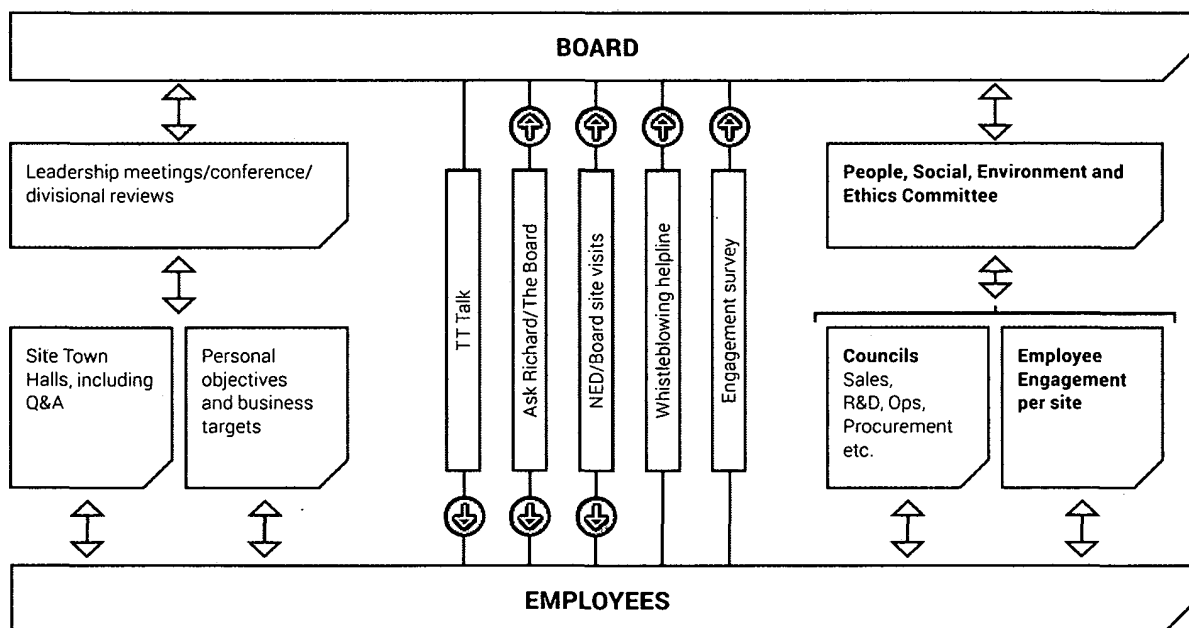 BOARD
Leadership meetings/conference/
divisional reviews
Site Town
Halls, including
Q&A
Personal
objectives
and business
targets
TT Talk
Ask Richard/The Board
NED/Board site visits
Whistleblowing helpline
Engagement survey
People, Social, Environment and
Ethics Committee
Councils
Sales,
R&D, Ops,
Procurement
etc.
Employee
Engagement
per site
EMPLOYEES